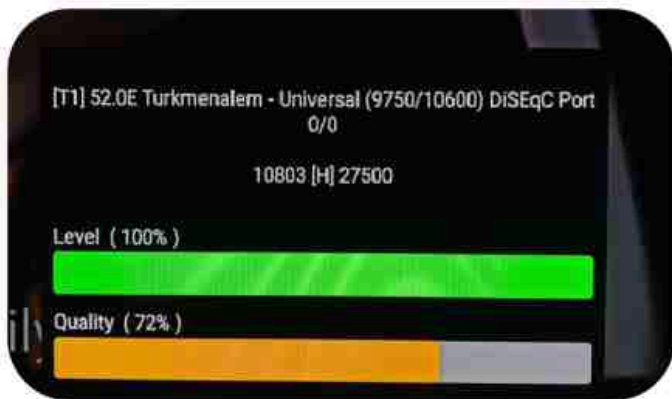 [T1] 52.0E Turkmenalem - Universal (9750/10600) DiSEqC Port
0/0
10803 [H] 27500
Level ( 100% )
Quality ( 72% )